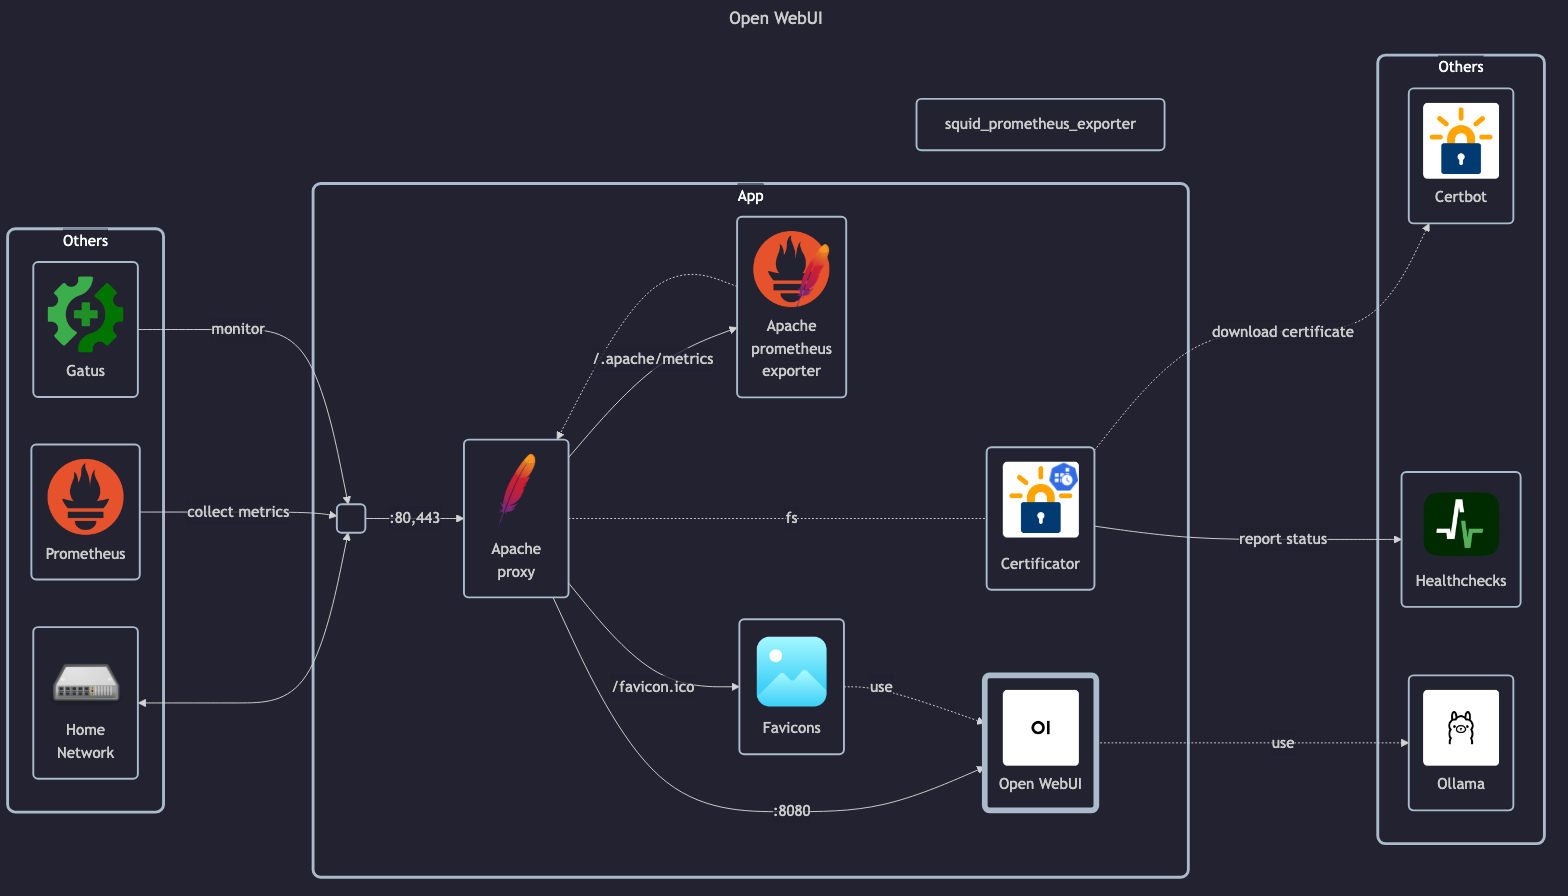 Open WebUI
squid_prometheus_exporter
Others
Gatus
Prometheus
Home
Network
monitor
collect metrics
App
:80,443
Apache
proxy
/.apache/metrics
Apache
prometheus
exporter
fs
Certificator
/favicon.ico
Favicons
use
:8080
OI
Open WebUI
download certificate
report status
use
Others
Certbot
Healthchecks
Ollama